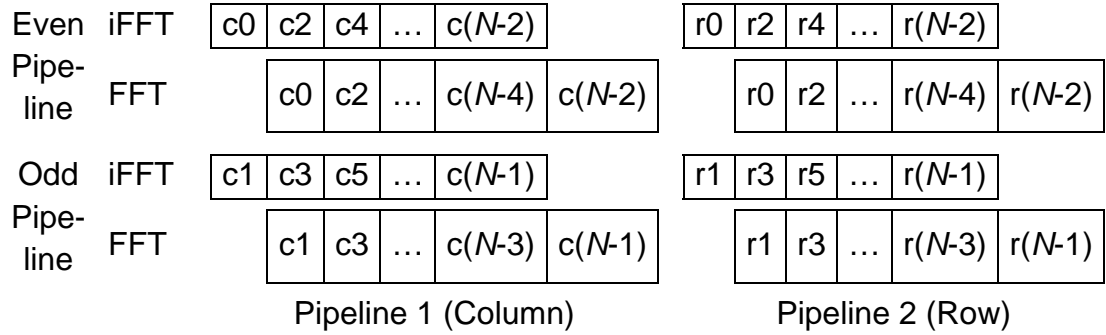 Even iFFT c0 c2 c4 … c(N-2) r0 r2 r4 … r(N-2)
Pipe-
line FFT c0 c2 … c(N-4) c(N-2) r0 r2 … r(N-4) r(N-2)
Odd iFFT c1 c3 c5 … c(N-1) r1 r3 r5 … r(N-1)
Pipe-
line FFT c1 c3 … c(N-3) c(N-1) r1 r3 … r(N-3) r(N-1)
Pipeline 1 (Column) Pipeline 2 (Row)